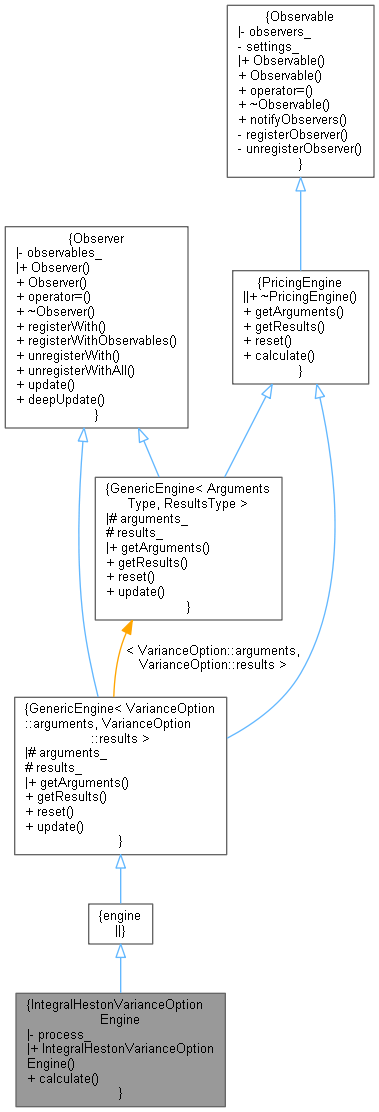 {Observable
|- observers_
- settings_
|+ Observable()
+ Observable()
+ operator=()
+ ~Observable()
+ notifyObservers()
- registerObserver()
- unregisterObserver()
}
{Observer
|- observables_
|+ Observer()
+ Observer()
+ operator=()
+ ~Observer()
+ registerWith()
+ registerWithObservables()
+ unregisterWith()
+ unregisterWithAll()
+ update()
+ deepUpdate()
}
{PricingEngine
||+ ~PricingEngine()
+ getArguments()
+ getResults()
+ reset()
+ calculate()
}
{GenericEngine< Arguments
Type, ResultsType >
|# arguments_
# results_
|+ getArguments()
+ getResults()
+ reset()
+ update()
}
< VarianceOption::arguments,
VarianceOption::results >
{GenericEngine< VarianceOption
::arguments, VarianceOption
::results >
|# arguments_
# results_
|+ getArguments()
+ getResults()
+ reset()
+ update()
}
{engine
||}
{IntegralHestonVarianceOption
Engine
|- process_
|+ IntegralHestonVarianceOption
Engine()
+ calculate()
}